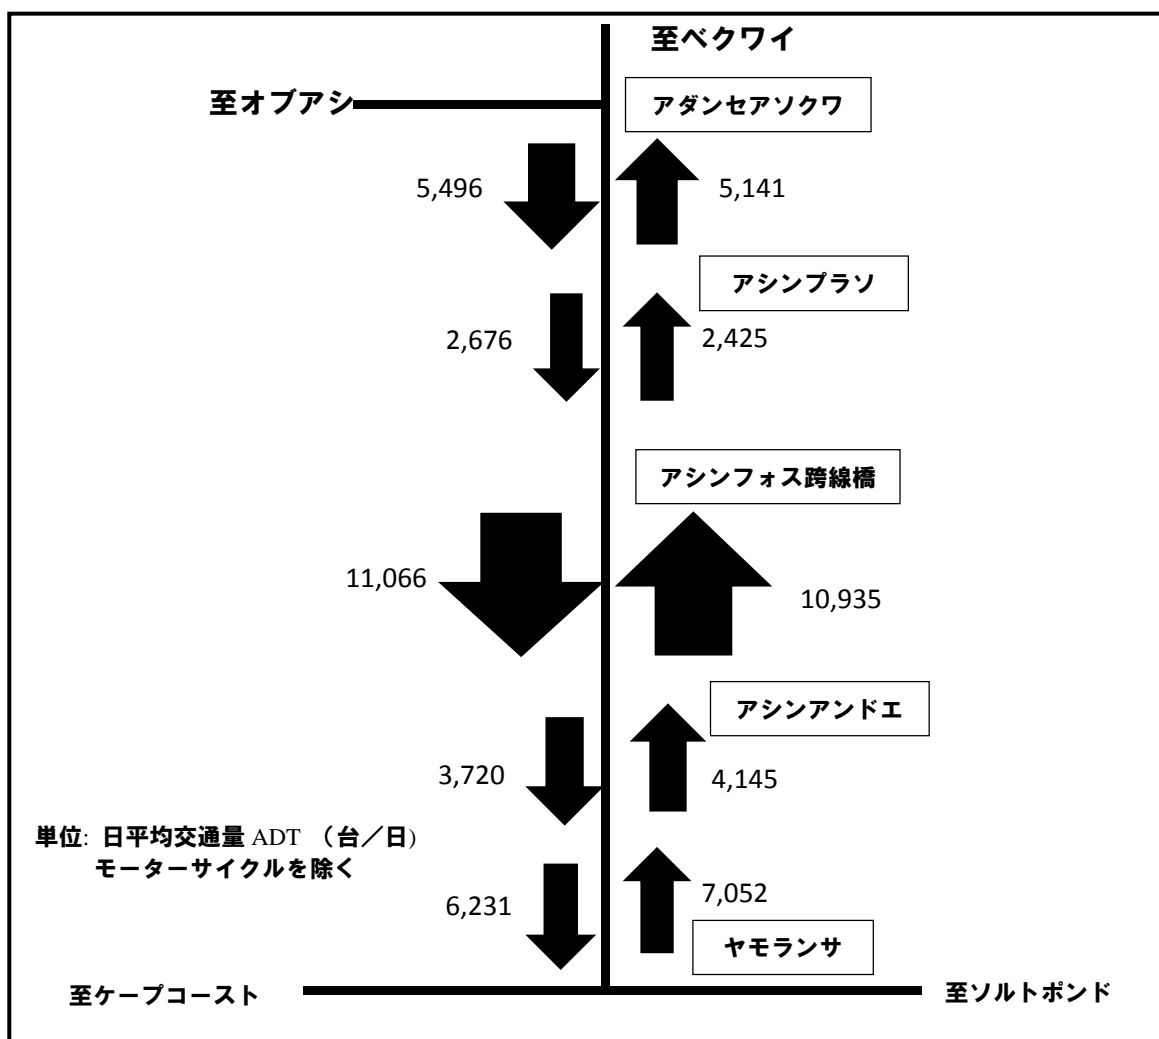 至ベクワイ
至オブアシ
アダンセアソクワ
5,496
5,141
アシンプラソ
2,676
2,425
アシンフォス跨線橋
11,066
10,935
アシンアンドエ
3,720
4,145
単位: 日平均交通量 ADT （台／日)
モーターサイクルを除く
6,231
7,052
ヤモランサ
至ケープコースト
至ソルトポンド